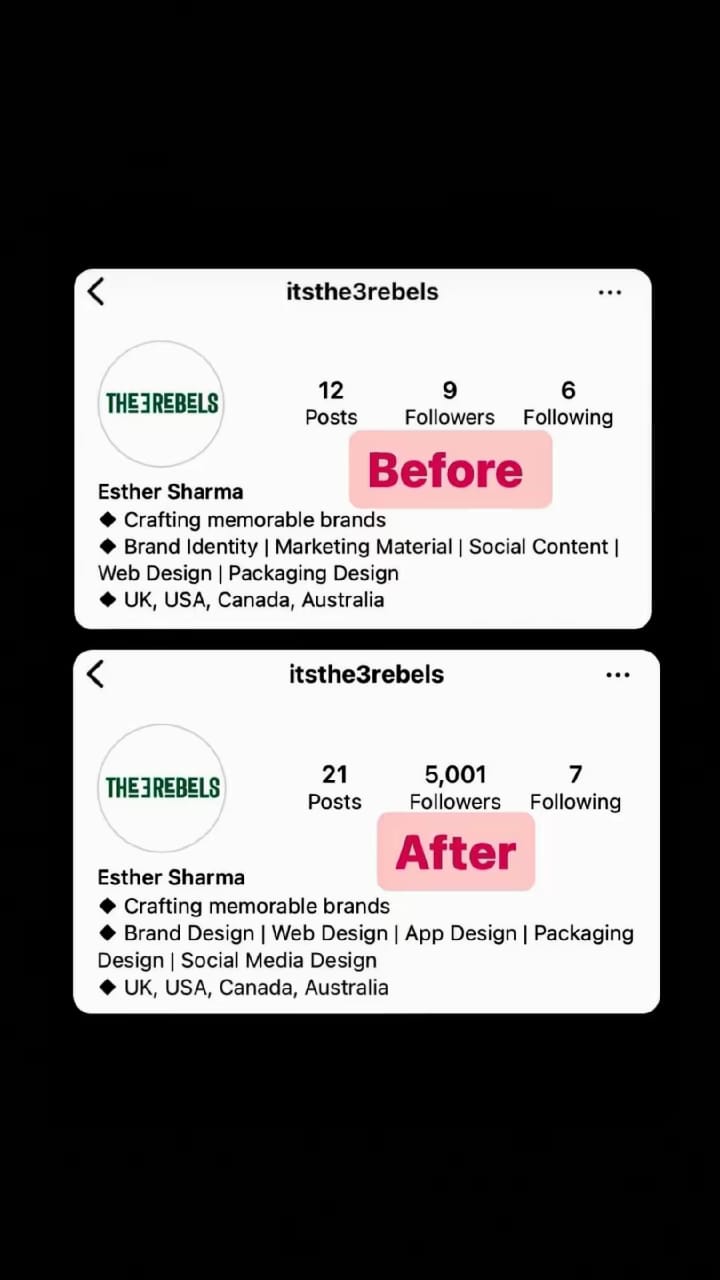 itsthe3rebels
THE3REBELS
12 9 6
Posts Followers Following
Before
Esther Sharma
◆ Crafting memorable brands
◆ Brand Identity | Marketing Material | Social Content |
Web Design | Packaging Design
◆ UK, USA, Canada, Australia
itsthe3rebels
THE3REBELS
21 5,001 7
Posts Followers Following
After
Esther Sharma
◆ Crafting memorable brands
◆ Brand Design | Web Design | App Design | Packaging
Design | Social Media Design
◆ UK, USA, Canada, Australia